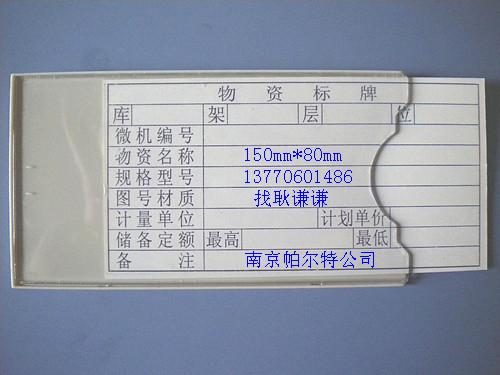 物资标牌
库 架 层 位
微机编号
物资名称 150mm*80mm
规格型号 13770601486
图号材质 找耿谦谦
计量单位 计划单价
储备定额 最高 最低
备注 南京帕尔特公司